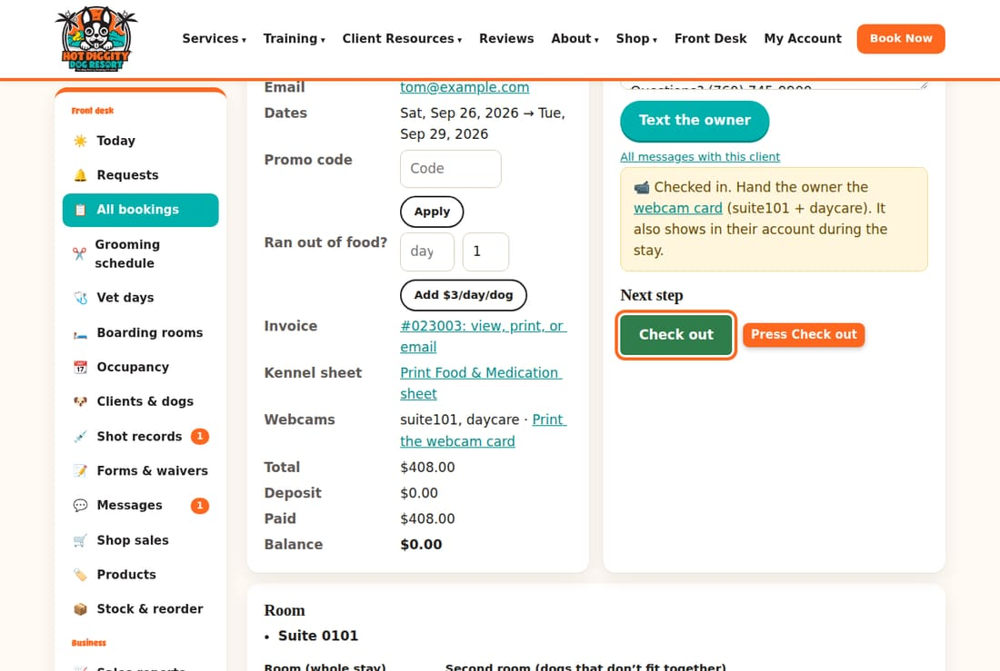 HOT DIGGITY
DOG RESORT
Services ▾
Training ▾
Client Resources ▾
Reviews
About ▾
Shop ▾
Front Desk
My Account
Book Now
Front desk
Today
Requests
All bookings
Grooming
schedule
Vet days
Boarding rooms
Occupancy
Clients & dogs
Shot records 1
Forms & waivers
Messages 1
Shop sales
Products
Stock & reorder
Business
Sales reports
Email tom@example.com
Dates Sat, Sep 26, 2026 → Tue,
Sep 29, 2026
Promo code Code
Apply
Ran out of food? day 1
Add $3/day/dog
Invoice #023003: view, print, or
email
Kennel sheet Print Food & Medication
sheet
Webcams suite101, daycare · Print
the webcam card
Total $408.00
Deposit $0.00
Paid $408.00
Balance $0.00
Questions? (760) 745-9900
Text the owner
All messages with this client
📹 Checked in. Hand the owner the
webcam card (suite101 + daycare). It
also shows in their account during the
stay.
Next step
Check out
Press Check out
Room
• Suite 0101
Room (whole stay)
Second room (dogs that don’t fit together)